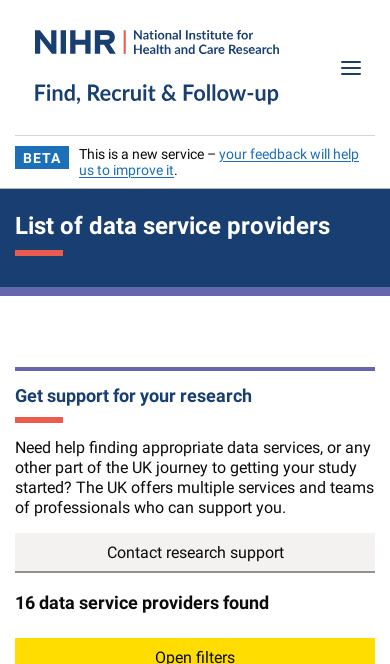 NIHR | National Institute for
Health and Care Research
Find, Recruit & Follow-up
BETA This is a new service – your feedback will help
us to improve it.
List of data service providers
Get support for your research
Need help finding appropriate data services, or any
other part of the UK journey to getting your study
started? The UK offers multiple services and teams
of professionals who can support you.
Contact research support
16 data service providers found
Open filters